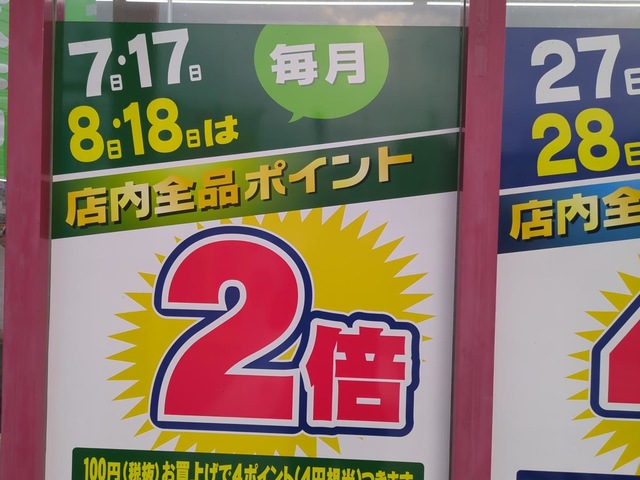 毎月
7日・17日
8日・18日は
店内全品ポイント
2倍
100円(税抜)お買上げで4ポイント(4円相当)つきます
27日
28日
店内全